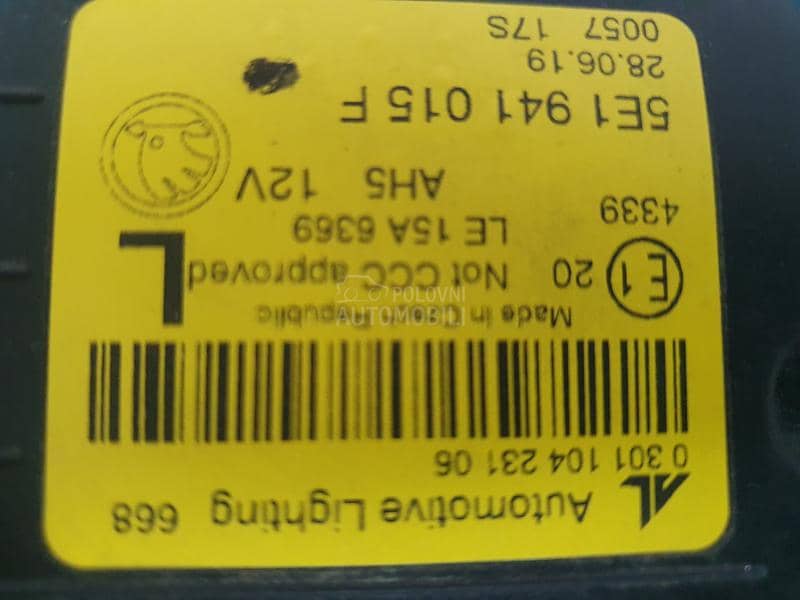 Automotive Lighting 668
AL
0 301 104 231 06
Made in Czech Republic
E1 20
Not CCC approved
L
4339
LE 15A 6369
AH5 12V
5E1 941 015 F
28.06.19
0057 17S
POLOVNI
AUTOMOBILI